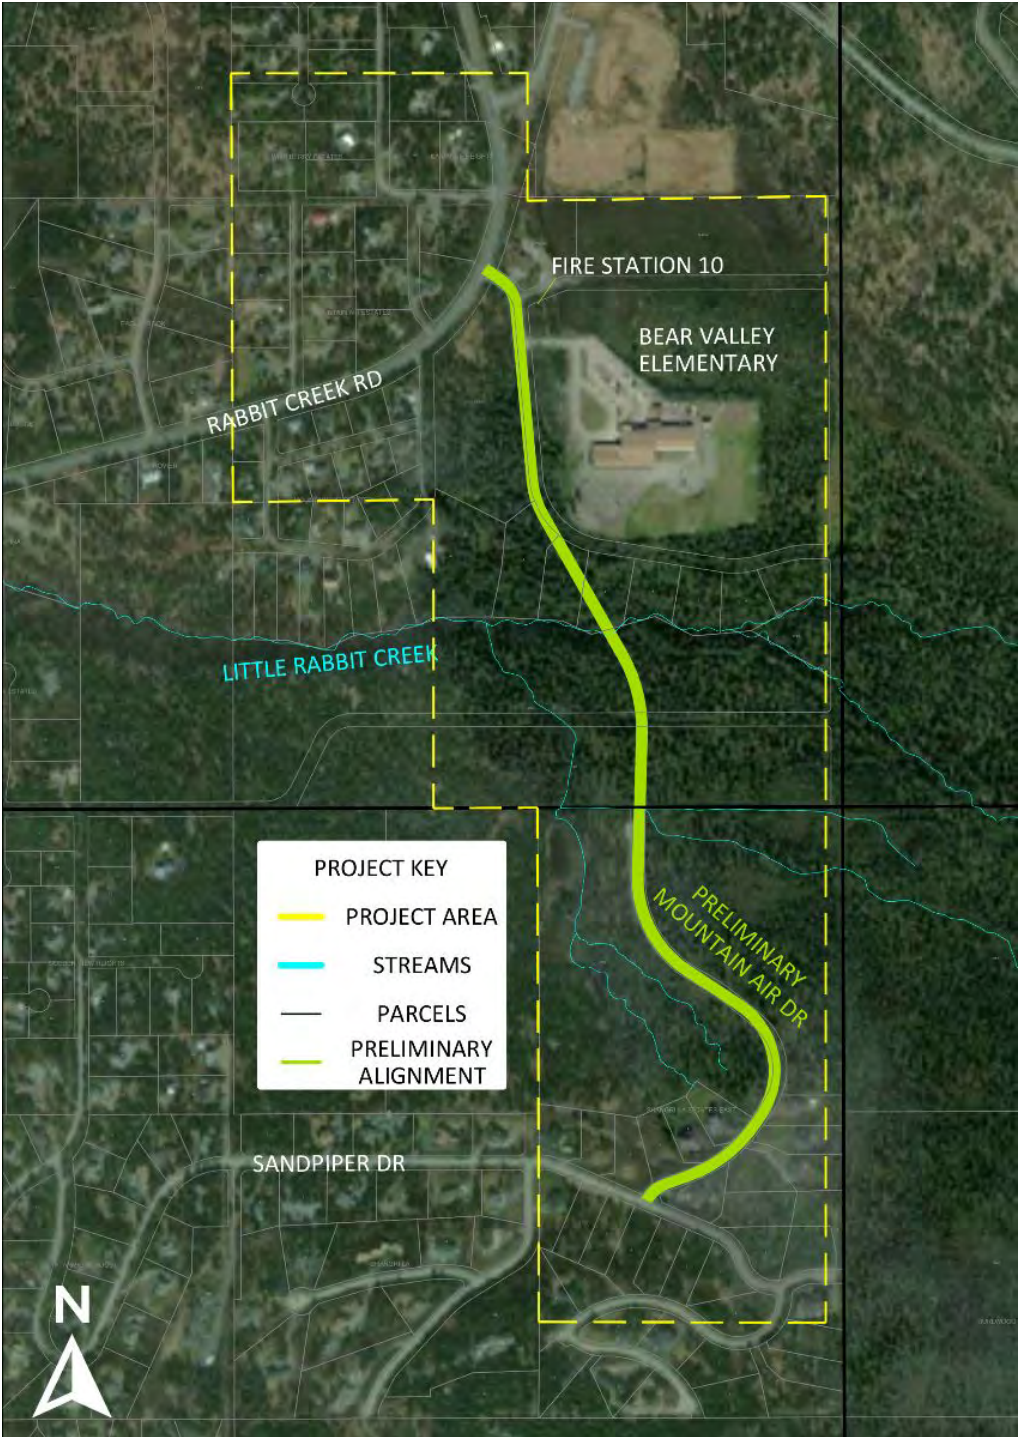 FIRE STATION 10
BEAR VALLEY
ELEMENTARY
RABBIT CREEK RD
LITTLE RABBIT CREEK
PROJECT KEY
PROJECT AREA
STREAMS
PARCELS
PRELIMINARY
ALIGNMENT
PRELIMINARY
MOUNTAIN AIR DR
SANDPIPER DR
N